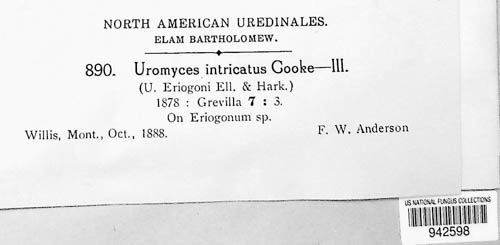 NORTH AMERICAN UREDINALES.
ELAM BARTHOLOMEW.
890. Uromyces intricatus Cooke—III.
(U. Eriogoni Ell. & Hark.)
1878 : Grevilla 7 : 3.
On Eriogonum sp.
Willis, Mont., Oct., 1888. F. W. Anderson
US NATIONAL FUNGUS COLLECTIONS
942598